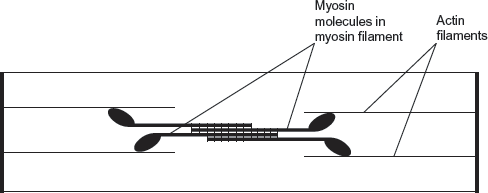 Myosin
molecules in
myosin filament
Actin
filaments